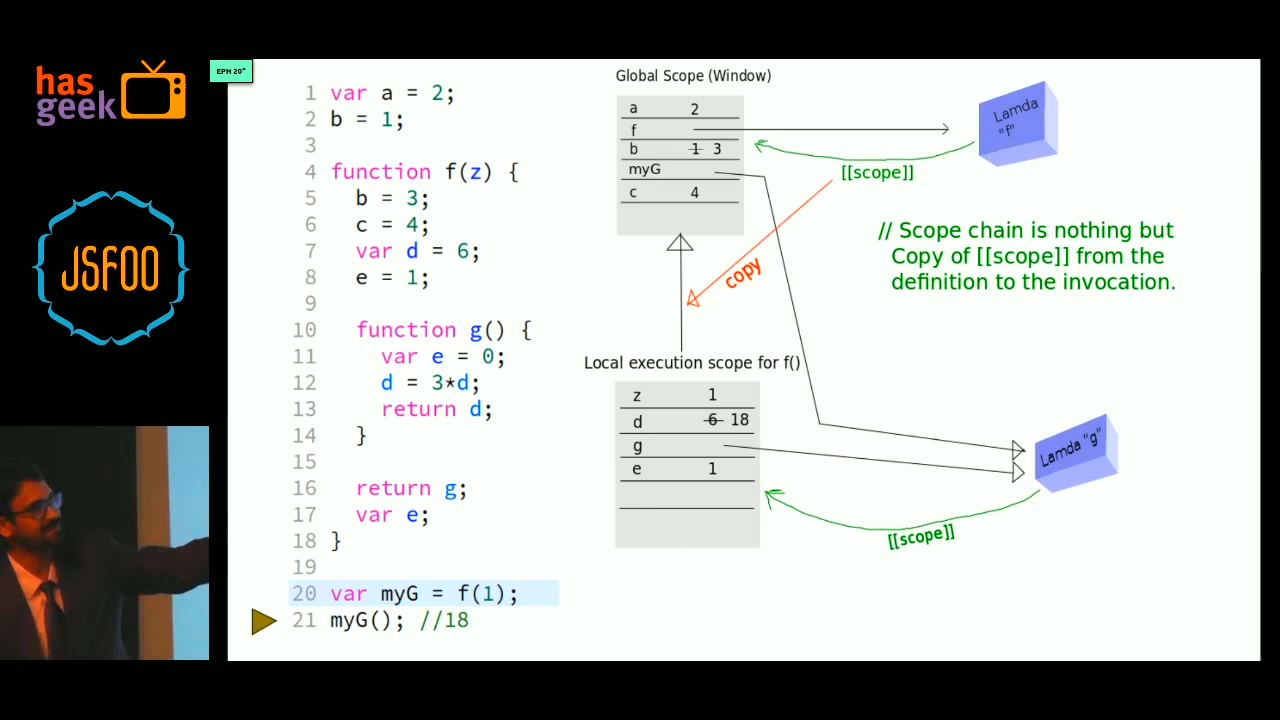 has
geek
JSFOO
EPH 20"
1 var a = 2;
2 b = 1;
3
4 function f(z) {
5 b = 3;
6 c = 4;
7 var d = 6;
8 e = 1;
9
10 function g() {
11 var e = 0;
12 d = 3*d;
13 return d;
14 }
15
16 return g;
17 var e;
18 }
19
20 var myG = f(1);
21 myG(); //18
Global Scope (Window)
a 2
f
b 1 3
myG
c 4
Lamda
"f"
[[scope]]
copy
// Scope chain is nothing but
Copy of [[scope]] from the
definition to the invocation.
Local execution scope for f()
z 1
d 6 18
g
e 1
Lamda "g"
[[scope]]